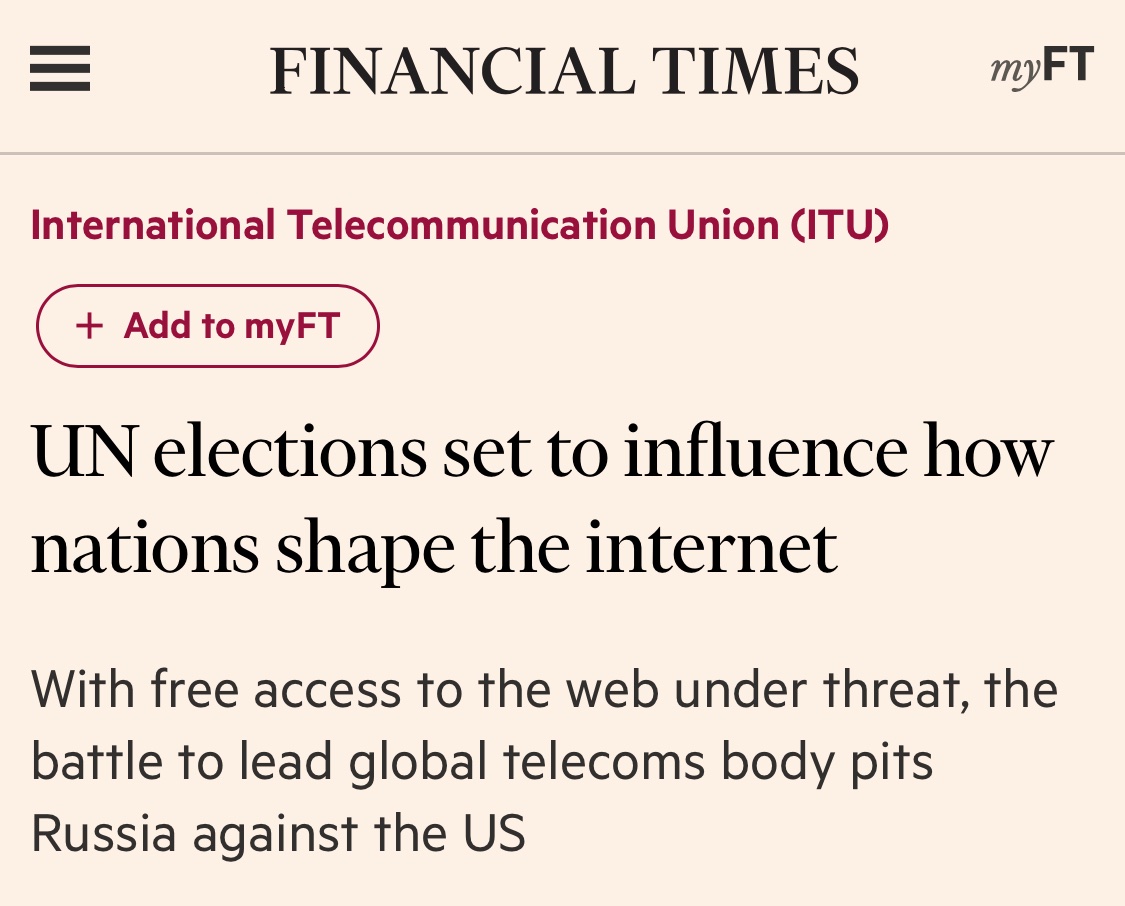 FINANCIAL TIMES
myFT
International Telecommunication Union (ITU)
+ Add to myFT
UN elections set to influence how
nations shape the internet
With free access to the web under threat, the
battle to lead global telecoms body pits
Russia against the US